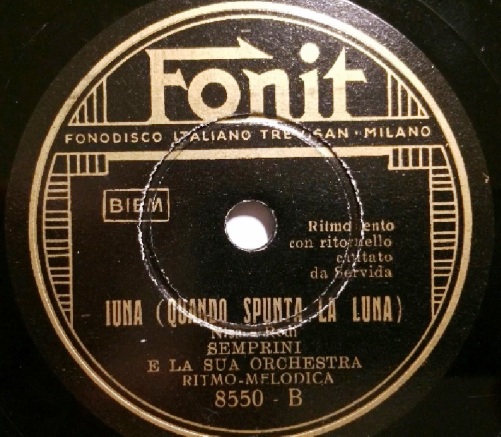 Fonit
FONODISCO ITALIANO TREVISAN · MILANO
BIEM
Ritmo lento
con ritornello
cantato
da Servida
IUNA (QUANDO SPUNTA LA LUNA)
SEMPRINI
E LA SUA ORCHESTRA
RITMO-MELODICA
8550 - B